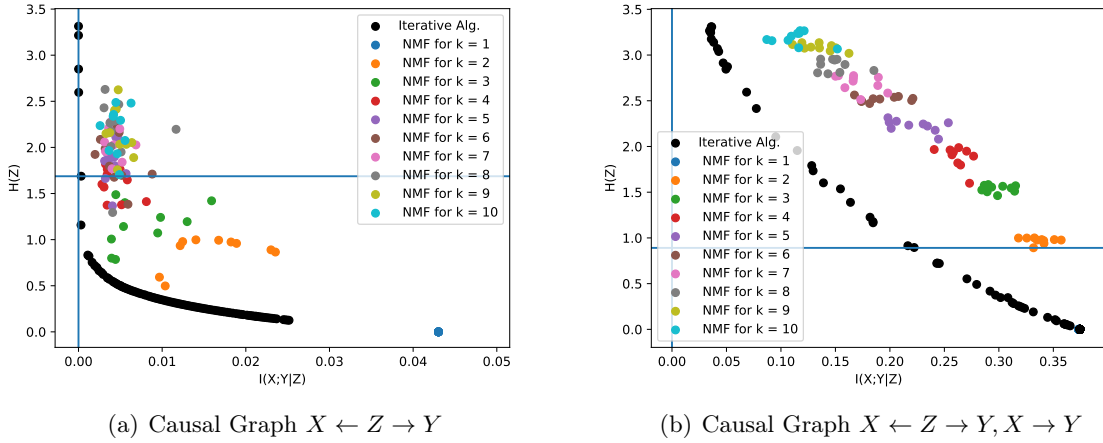 3.5
3.0
2.5
2.0
1.5
1.0
0.5
0.0
H(Z)
0.00 0.01 0.02 0.03 0.04 0.05
I(X;Y|Z)
Iterative Alg.
NMF for k = 1
NMF for k = 2
NMF for k = 3
NMF for k = 4
NMF for k = 5
NMF for k = 6
NMF for k = 7
NMF for k = 8
NMF for k = 9
NMF for k = 10
(a) Causal Graph X ← Z → Y
3.5
3.0
2.5
2.0
1.5
1.0
0.5
0.0
H(Z)
0.00 0.05 0.10 0.15 0.20 0.25 0.30 0.35
I(X;Y|Z)
Iterative Alg.
NMF for k = 1
NMF for k = 2
NMF for k = 3
NMF for k = 4
NMF for k = 5
NMF for k = 6
NMF for k = 7
NMF for k = 8
NMF for k = 9
NMF for k = 10
(b) Causal Graph X ← Z → Y, X → Y